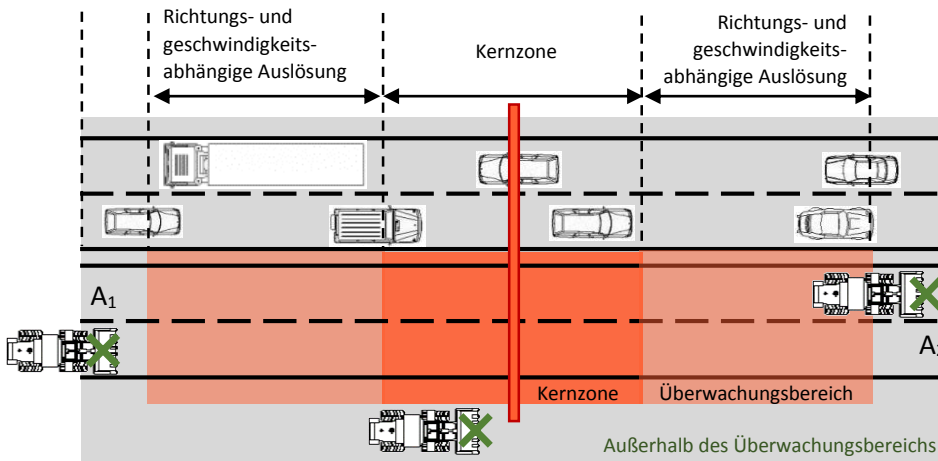 Richtungs- und
geschwindigkeits-
abhängige Auslösung
Kernzone
Richtungs- und
geschwindigkeits-
abhängige Auslösung
A1
A
Kernzone
Überwachungsbereich
Außerhalb des Überwachungsbereichs